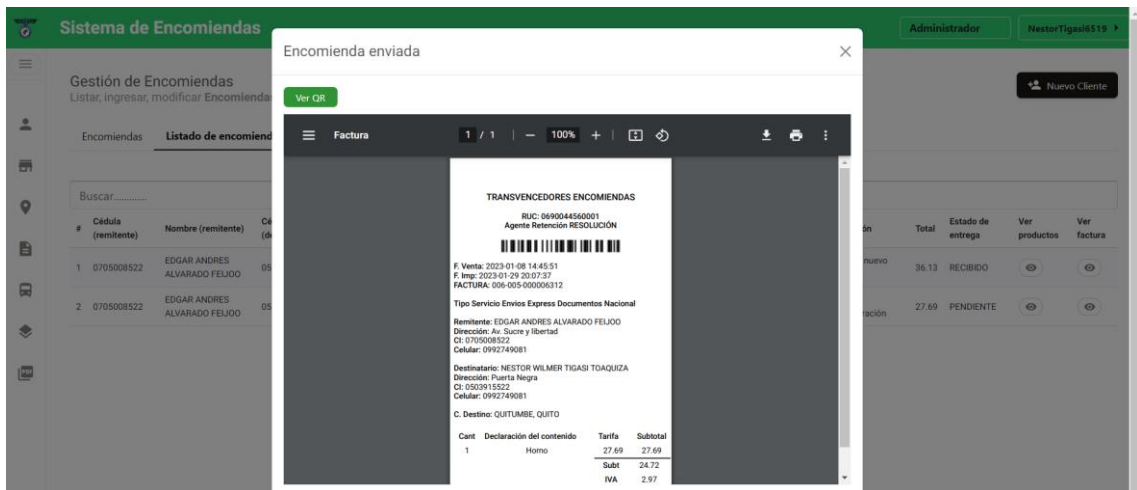 Sistema de Encomiendas
Administrador
NestorTigasi6519
Encomienda enviada
Gestión de Encomiendas
Listar, ingresar, modificar Encomienda
Nuevo Cliente
Ver QR
Encomiendas Listado de encomiend
Factura 1 / 1 | − 100% + |
Buscar............
# Cédula (remitente) Nombre (remitente) Total Estado de entrega Ver productos Ver factura
1 0705008522 EDGAR ANDRES ALVARADO FEIJOO 05 nuevo 36.13 RECIBIDO
2 0705008522 EDGAR ANDRES ALVARADO FEIJOO 05 ración 27.69 PENDIENTE
TRANSVENCEDORES ENCOMIENDAS
RUC: 0690044560001
Agente Retención RESOLUCIÓN
F. Venta: 2023-01-08 14:45:51
F. Imp: 2023-01-29 20:07:37
FACTURA: 006-005-000006312
Tipo Servicio Envios Express Documentos Nacional
Remitente: EDGAR ANDRES ALVARADO FEIJOO
Dirección: Av. Sucre y libertad
CI: 0705008522
Celular: 0992749081
Destinatario: NESTOR WILMER TIGASI TOAQUIZA
Dirección: Puerta Negra
CI: 0503915522
Celular: 0992749081
C. Destino: QUITUMBE, QUITO
Cant Declaración del contenido Tarifa Subtotal
1 Horno 27.69 27.69
Subt 24.72
IVA 2.97